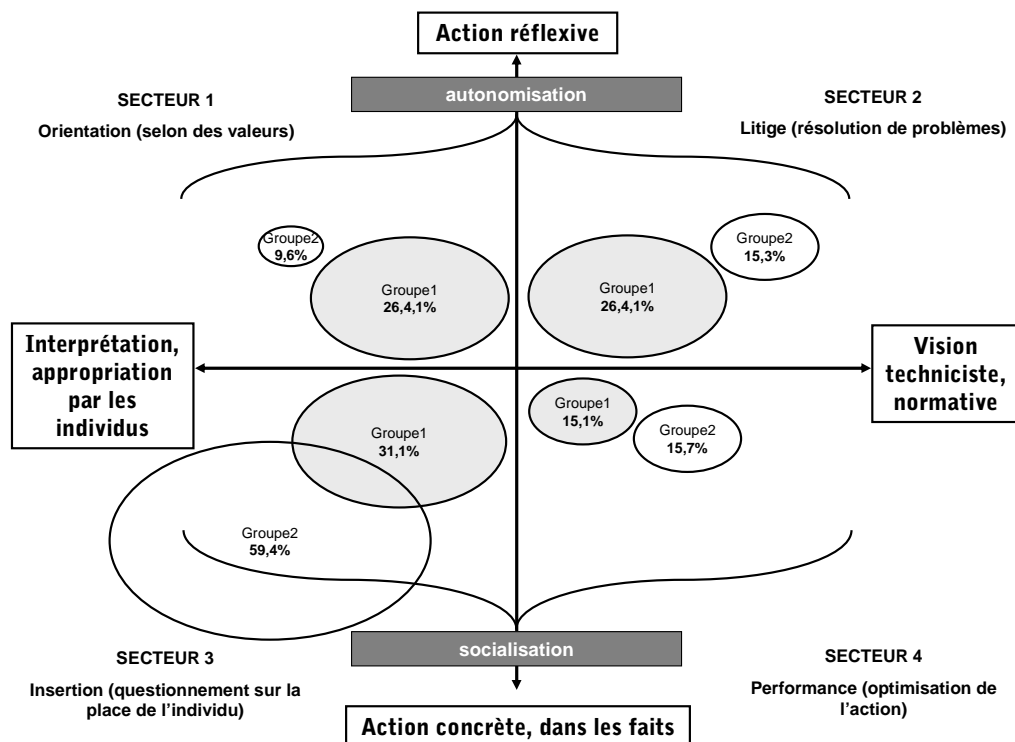 Action réflexive
autonomisation
SECTEUR 1
Orientation (selon des valeurs)
SECTEUR 2
Litige (résolution de problèmes)
Groupe2
9,6%
Groupe2
15,3%
Groupe1
26,4,1%
Groupe1
26,4,1%
Interprétation,
appropriation
par les
individus
Vision
techniciste,
normative
Groupe1
31,1%
Groupe1
15,1%
Groupe2
15,7%
Groupe2
59,4%
socialisation
SECTEUR 3
Insertion (questionnement sur la
place de l’individu)
SECTEUR 4
Performance (optimisation de
l’action)
Action concrète, dans les faits